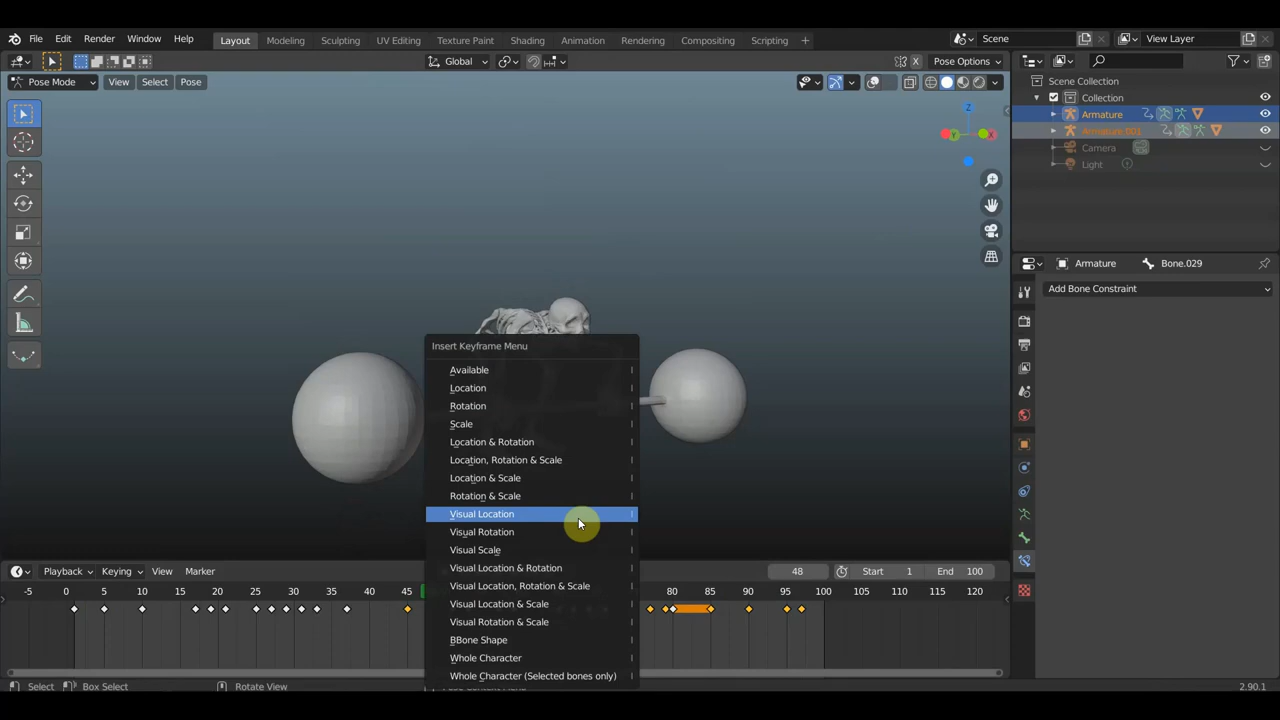 File Edit Render Window Help Layout Modeling Sculpting UV Editing Texture Paint Shading Animation Rendering Compositing Scripting + Scene View Layer
Global X Pose Options
Pose Mode View Select Pose
Scene Collection
Collection
Armature
Armature.001
Camera
Light
Z
Y X
Armature Bone.029
Add Bone Constraint
Insert Keyframe Menu
Available I
Location I
Rotation I
Scale I
Location & Rotation I
Location, Rotation & Scale I
Location & Scale I
Rotation & Scale I
Visual Location I
Visual Rotation I
Visual Scale I
Visual Location & Rotation I
Visual Location, Rotation & Scale I
Visual Location & Scale I
Visual Rotation & Scale I
BBone Shape I
Whole Character I
Whole Character (Selected bones only) I
Playback Keying View Marker 48 Start 1 End 100
-5 0 5 10 15 20 25 30 35 40 45 80 85 90 95 100 105 110 115 120
Select Box Select Rotate View 2.90.1